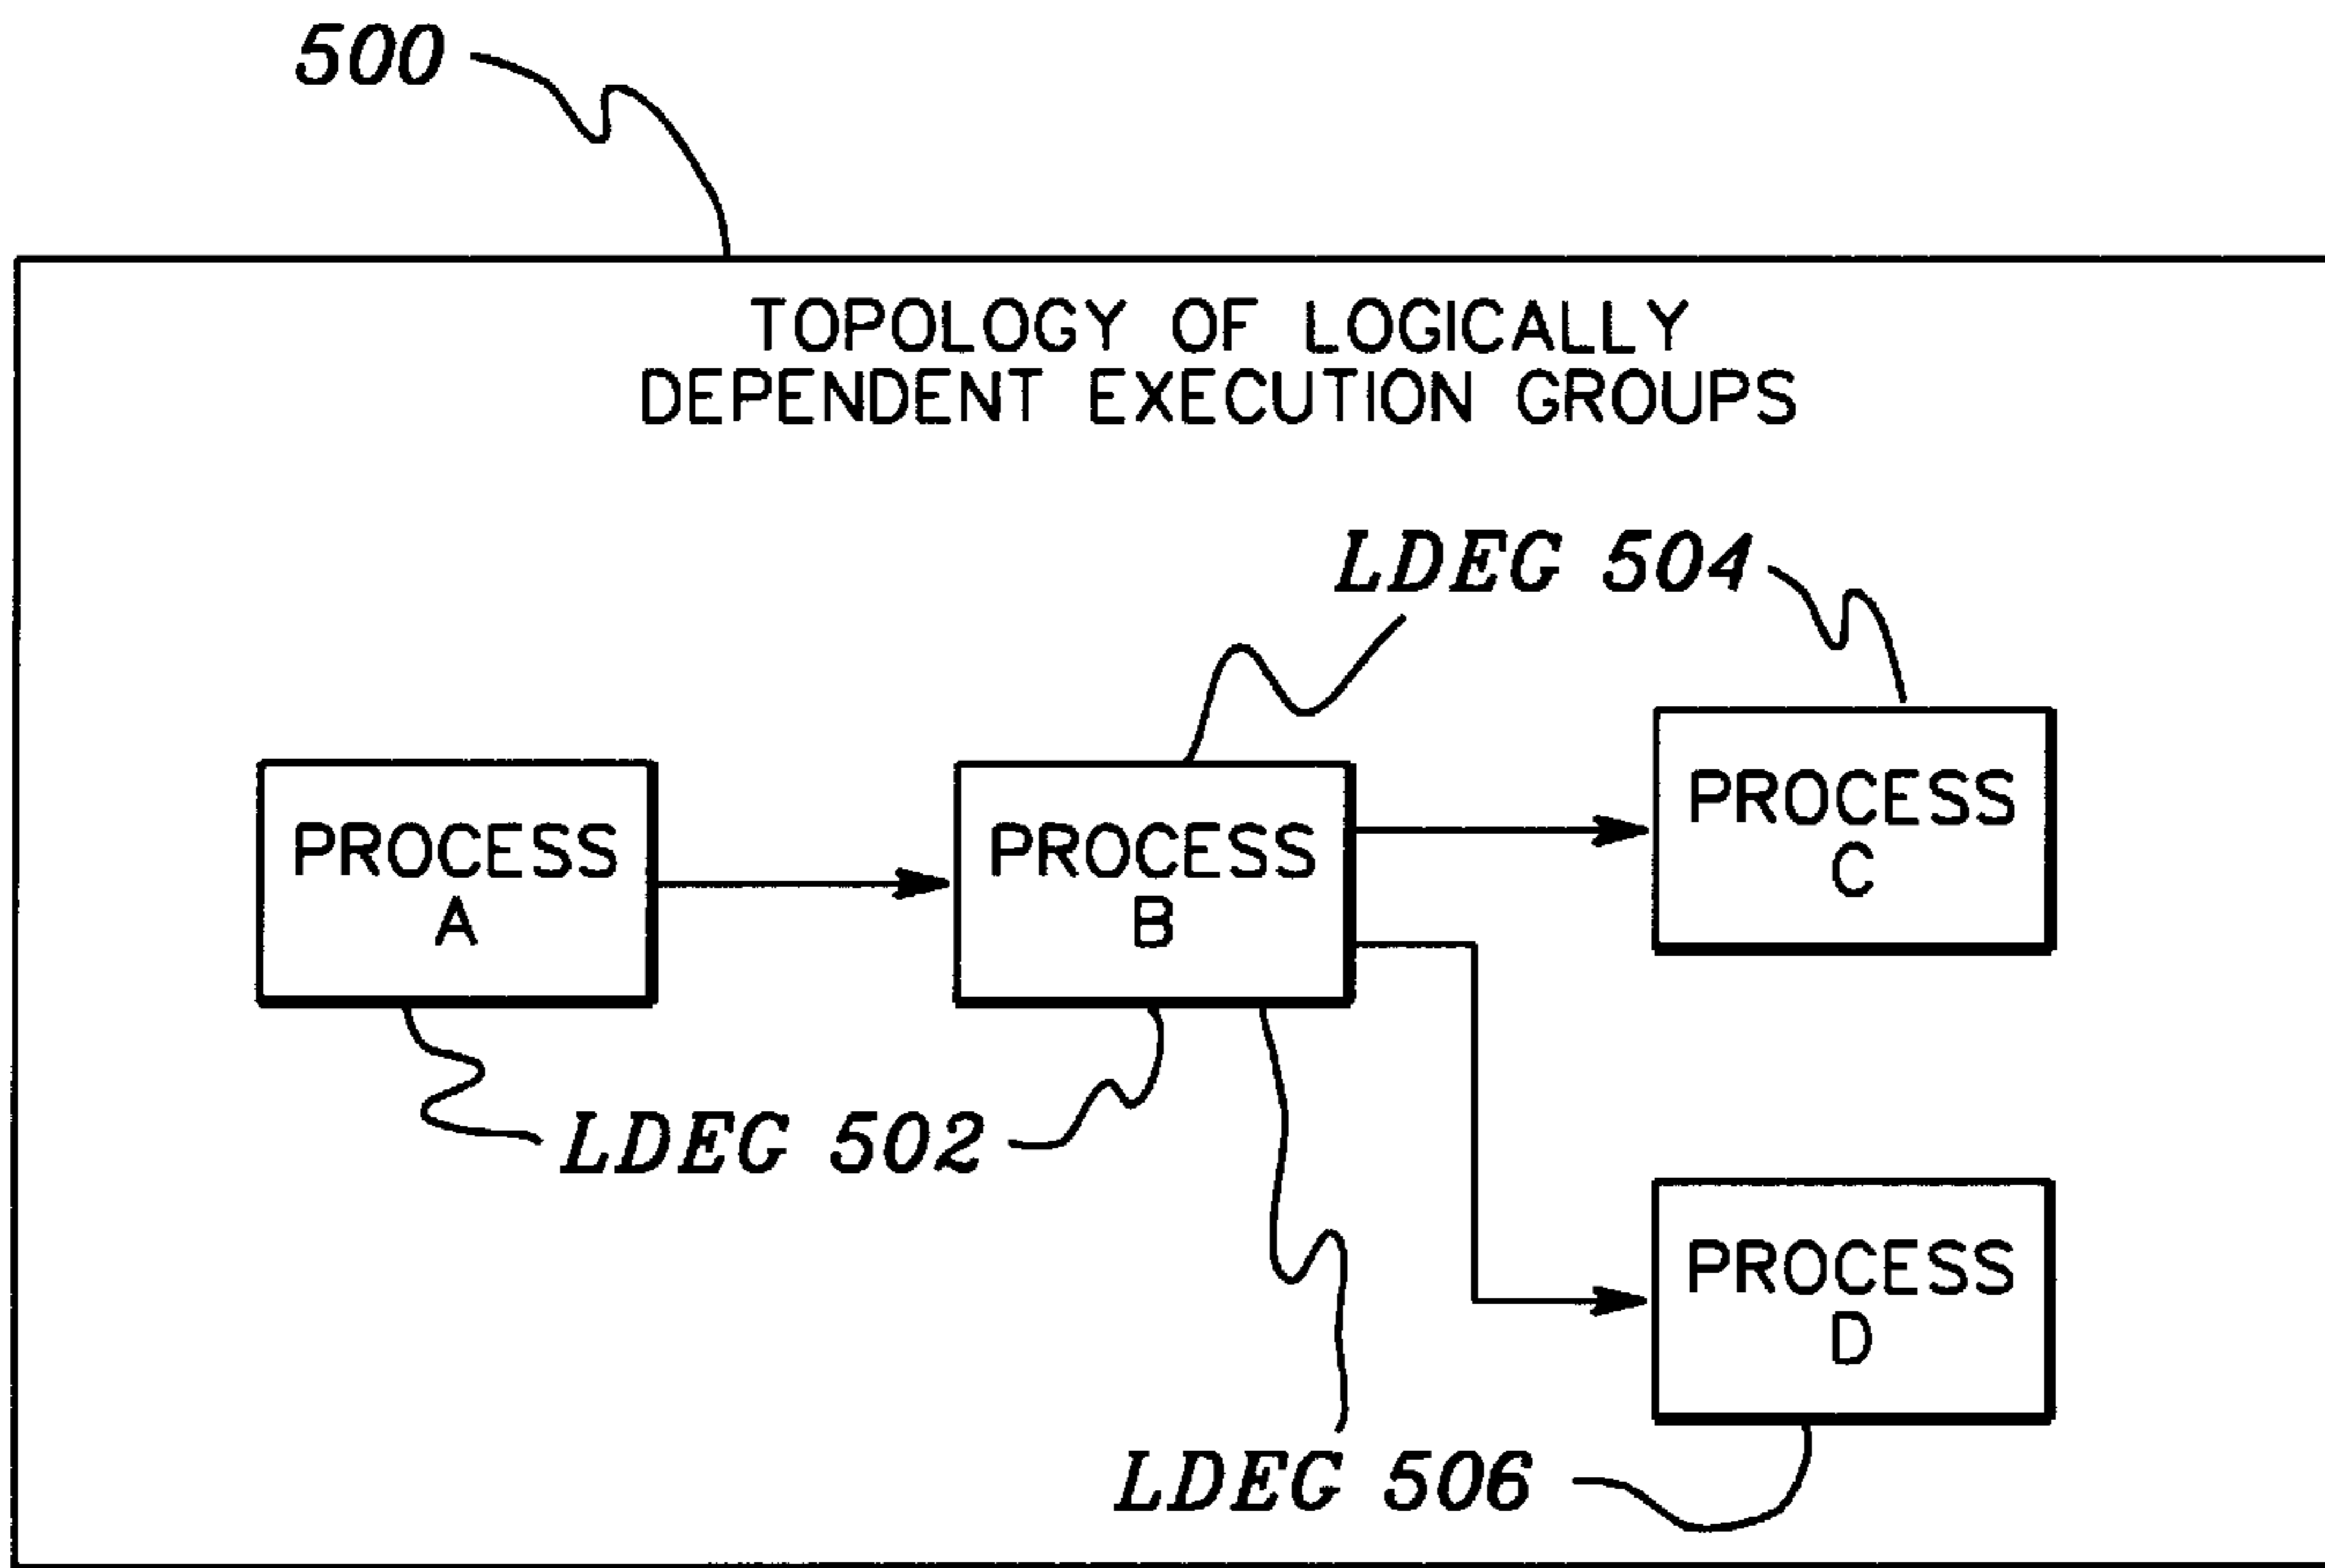 500
TOPOLOGY OF LOGICALLY
DEPENDENT EXECUTION GROUPS
LDEG 504
PROCESS
A
PROCESS
B
PROCESS
C
LDEG 502
PROCESS
D
LDEG 506